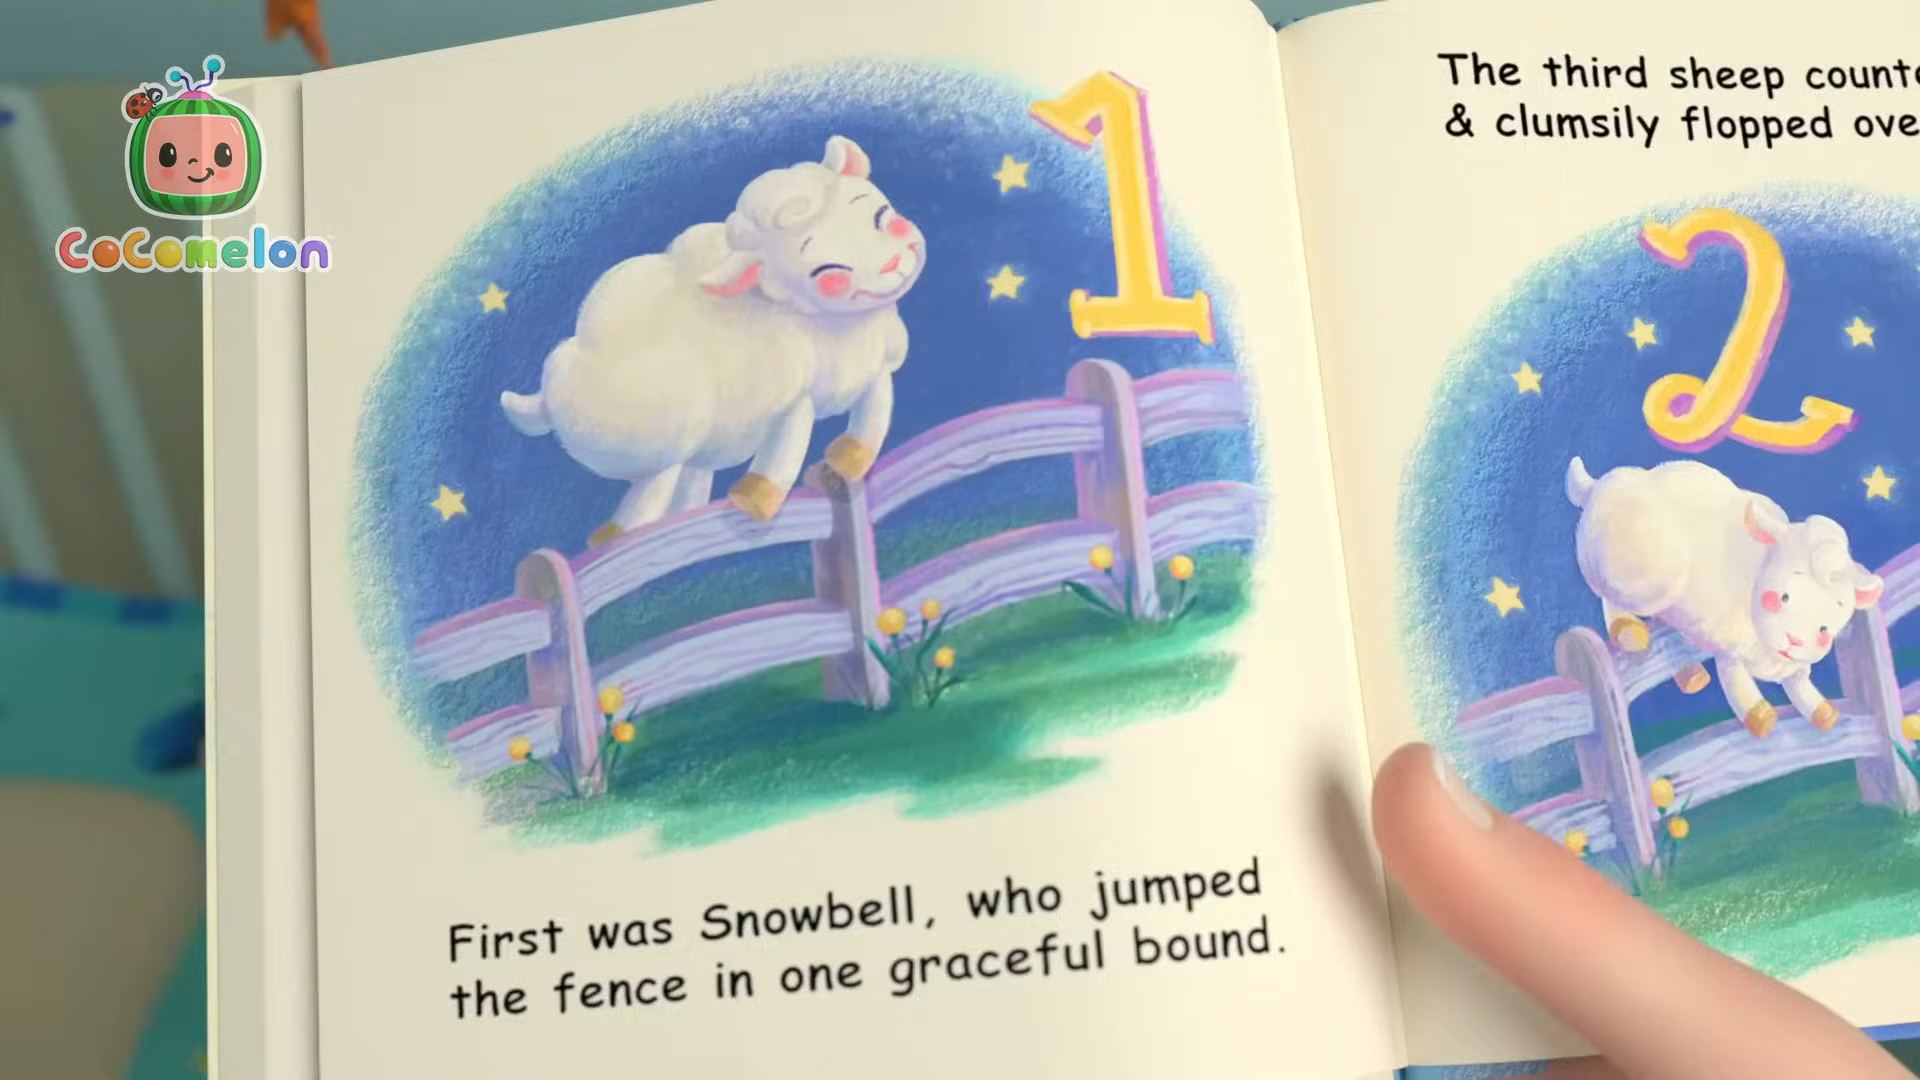 CoComelon
1
First was Snowbell, who jumped
the fence in one graceful bound.
The third sheep
& clumsily flopped
2